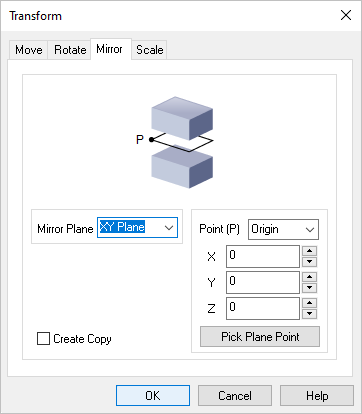 Transform
Move Rotate Mirror Scale
P
Mirror Plane XY Plane Point (P) Origin
X 0
Y 0
Z 0
Create Copy Pick Plane Point
OK Cancel Help